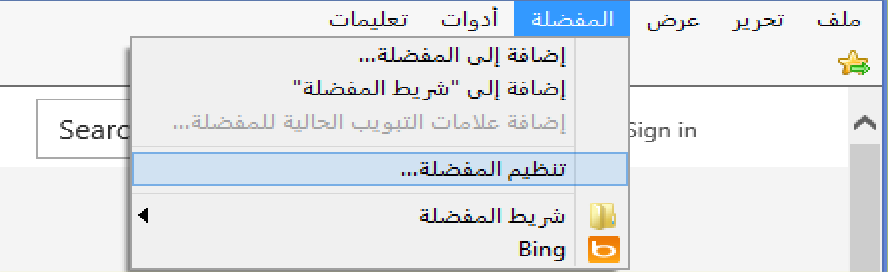 ملف تحرير عرض المفضلة أدوات تعليمات
إضافة إلى المفضلة...
إضافة إلى "شريط المفضلة"
إضافة علامات التبويب الحالية للمفضلة...
Searc
Sign in
تنظيم المفضلة...
شريط المفضلة
Bing